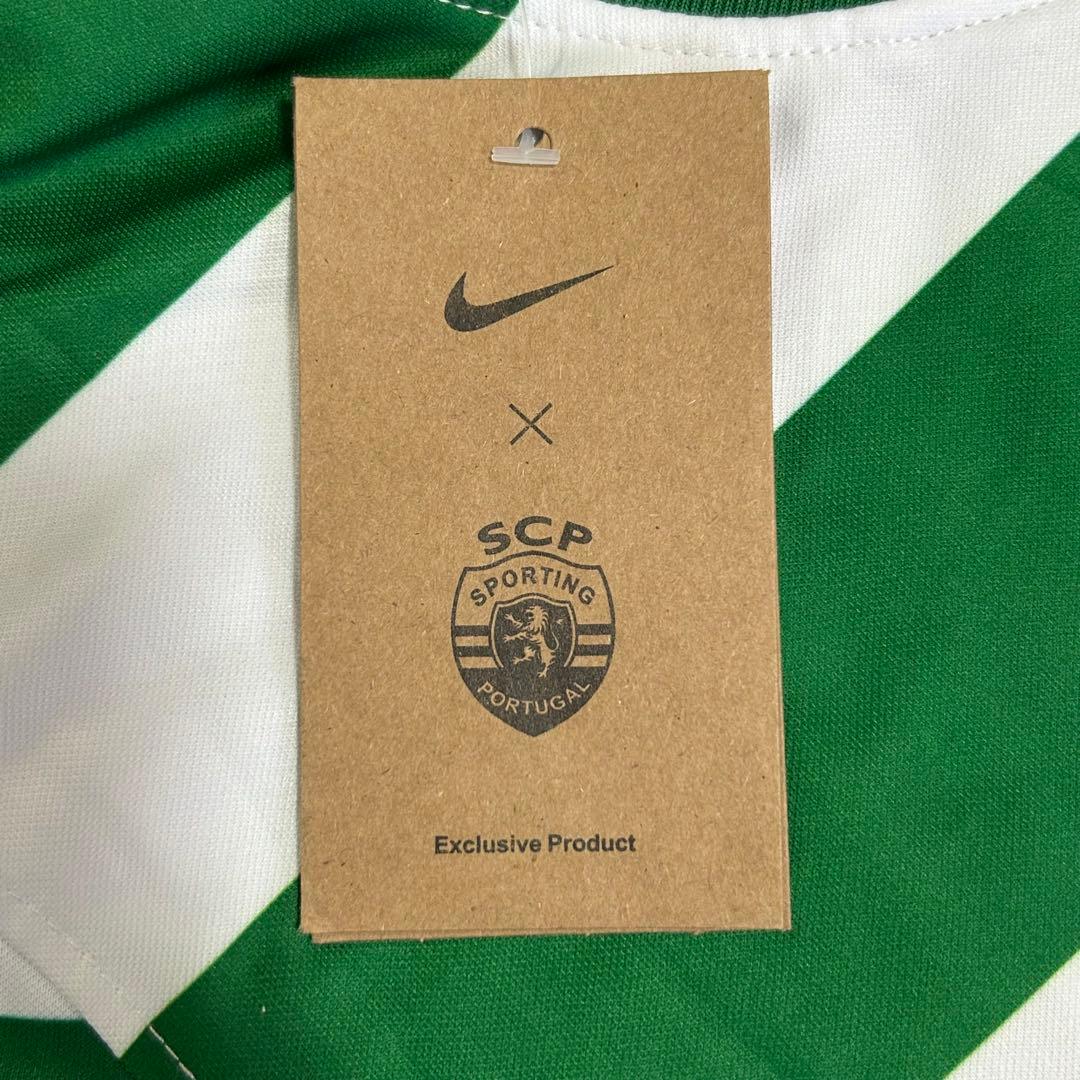 ×
SCP
SPORTING
PORTUGAL
Exclusive Product